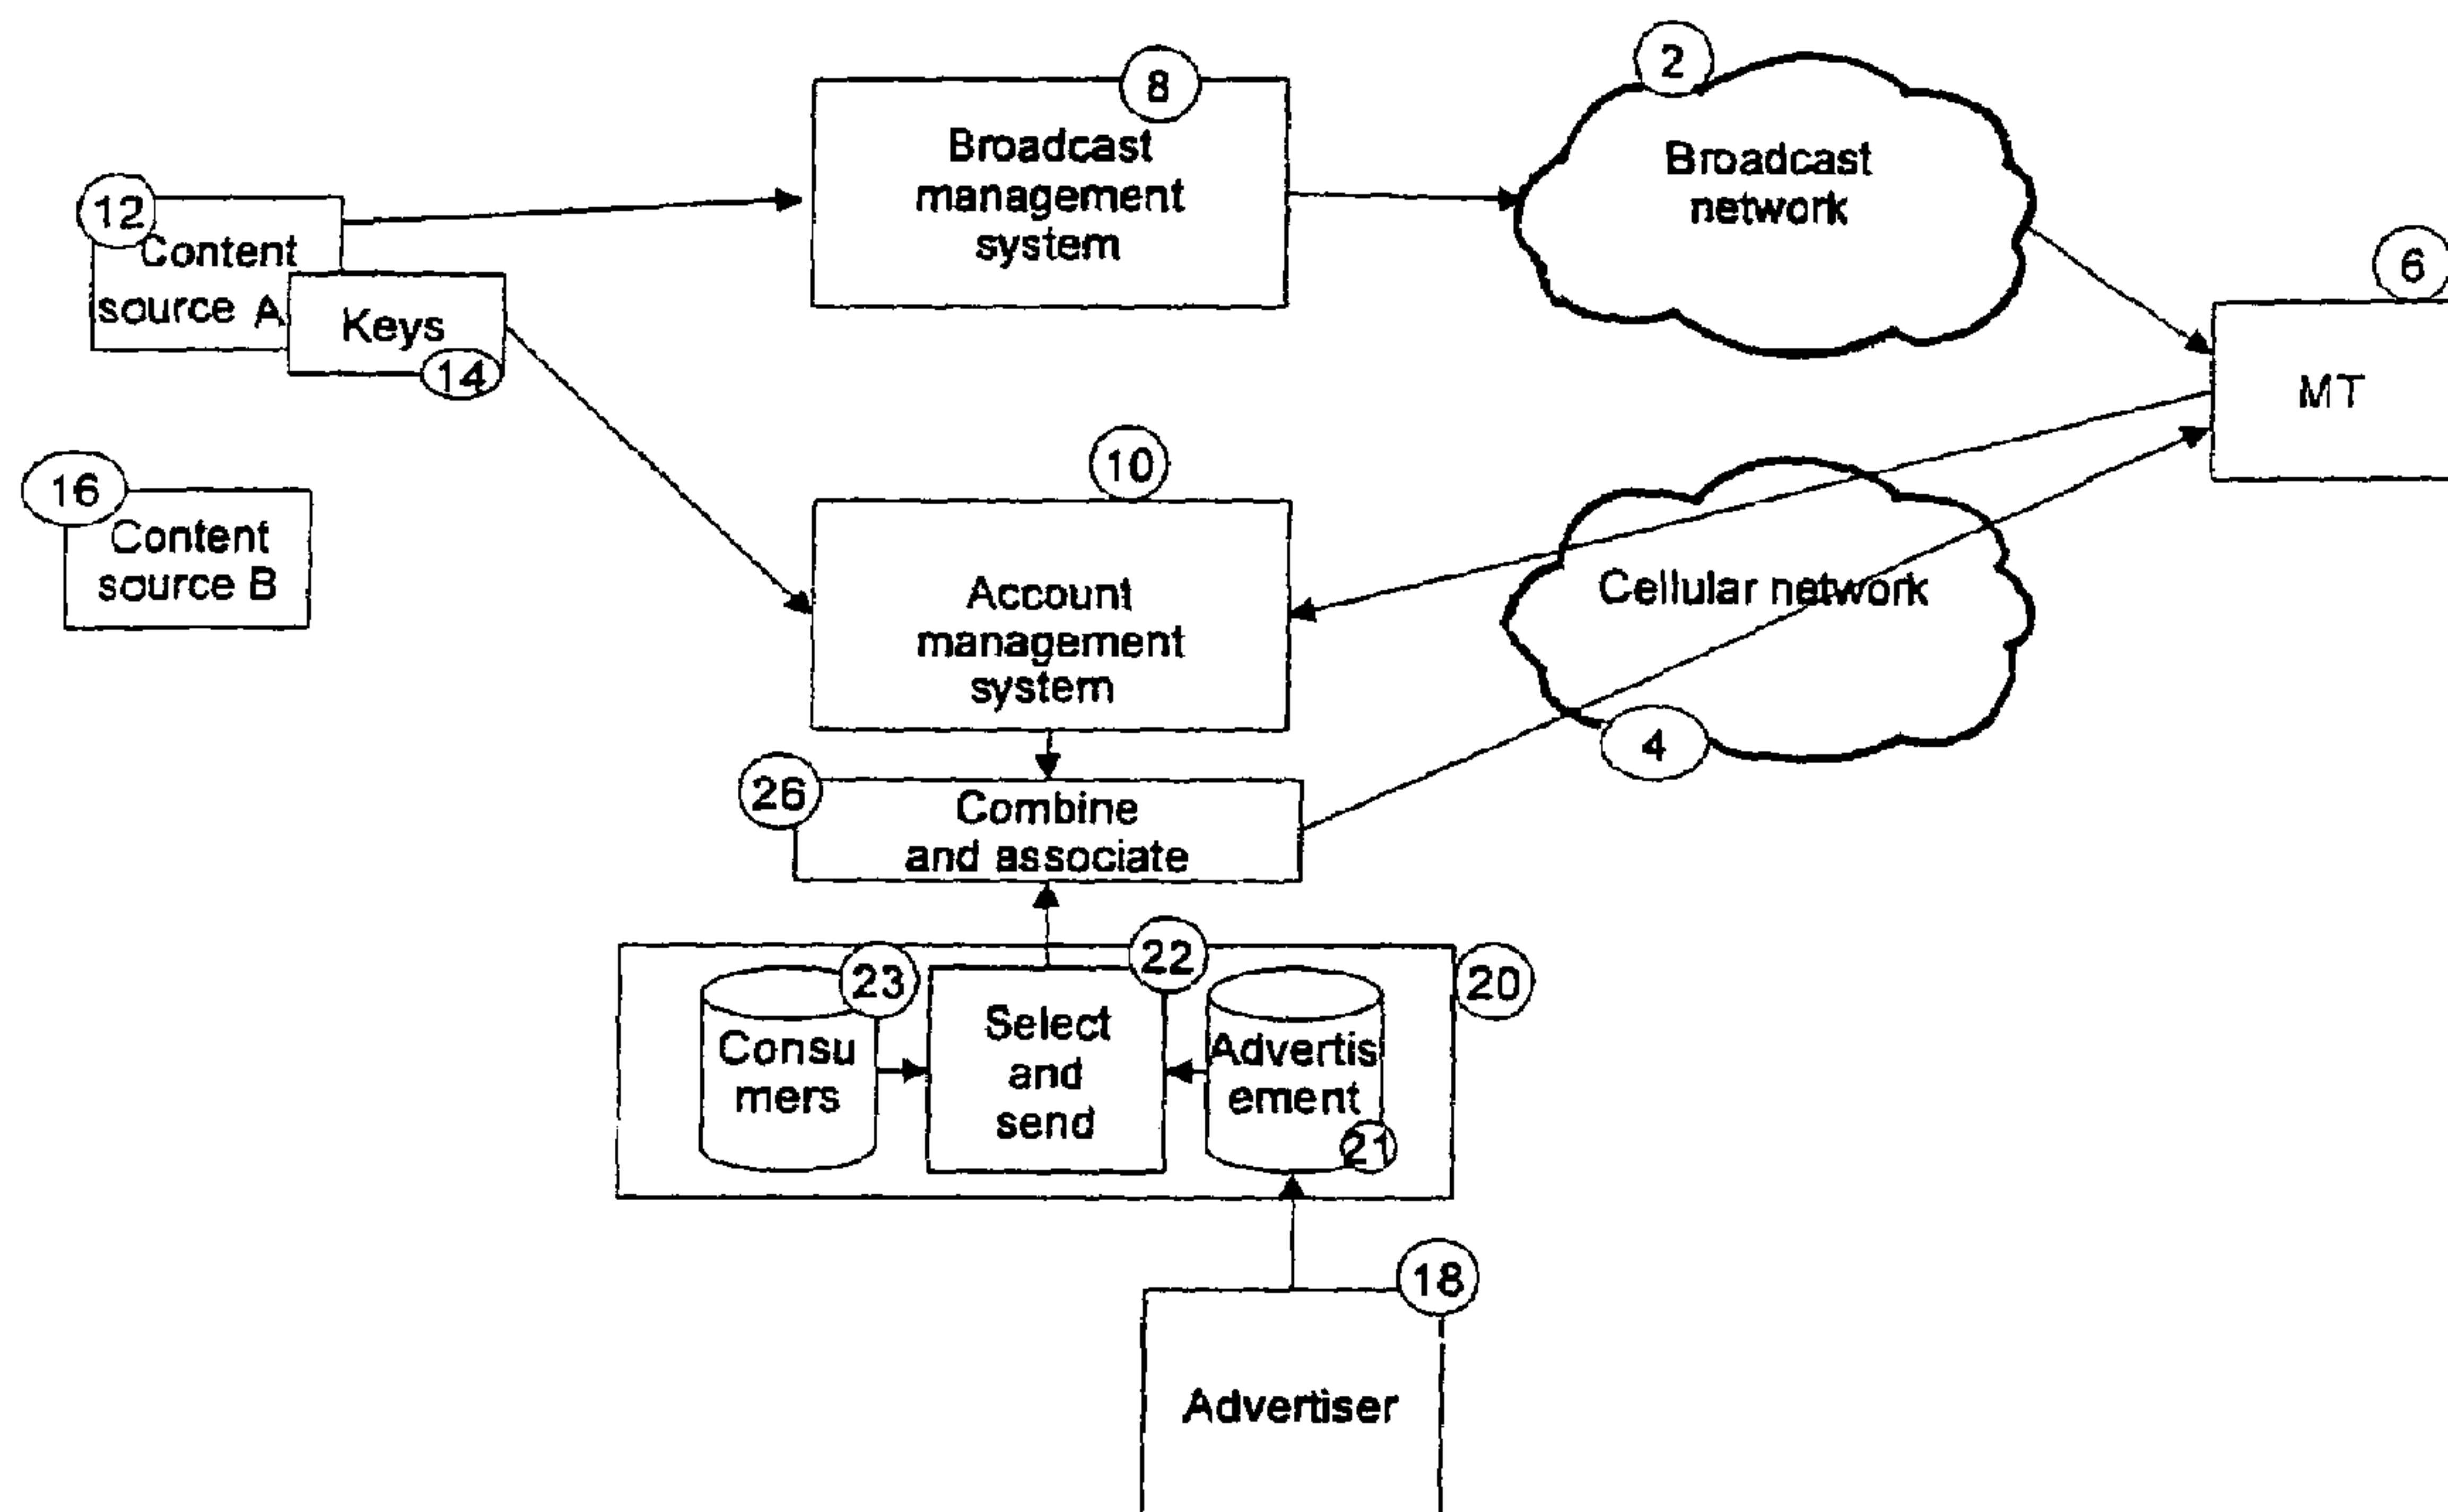 2
8
Broadcast
management
system
Broadcast
network
12
Content
source A
Keys
14
6
MT
10
16
Content
source B
Account
management
system
Cellular network
4
26
Combine
and associate
23
22
20
Consu
mers
Select
and
send
Advertis
ement
21
18
Advertiser